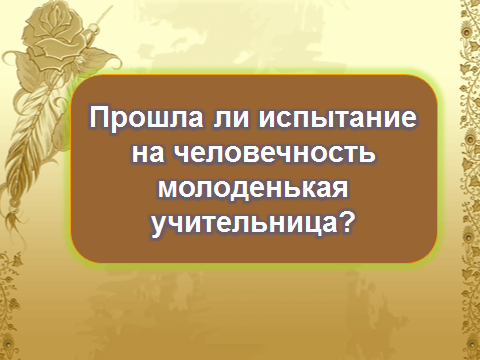 Прошла ли испытание
на человечность
молоденькая
учительница?